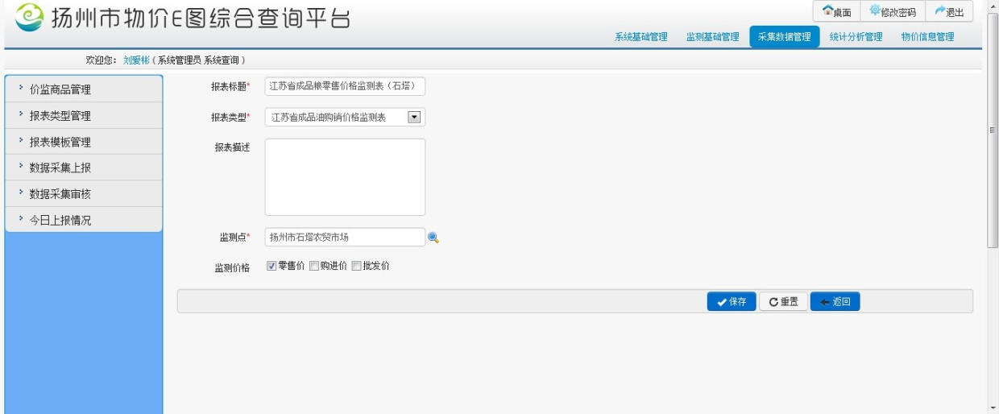 扬州市物价E图综合查询平台
桌面 修改密码 退出
系统基础管理 监测基础管理 采集数据管理 统计分析管理 物价信息管理
欢迎您： 刘爱彬 ( 系统管理员 系统查询 )
价监商品管理
报表类型管理
报表模板管理
数据采集上报
数据采集审核
今日上报情况
报表标题* 江苏省成品粮零售价格监测表（石塔）
报表类型* 江苏省成品油购销价格监测表
报表描述
监测点* 扬州市石塔农贸市场
监测价格 零售价 购进价 批发价
保存 重置 返回